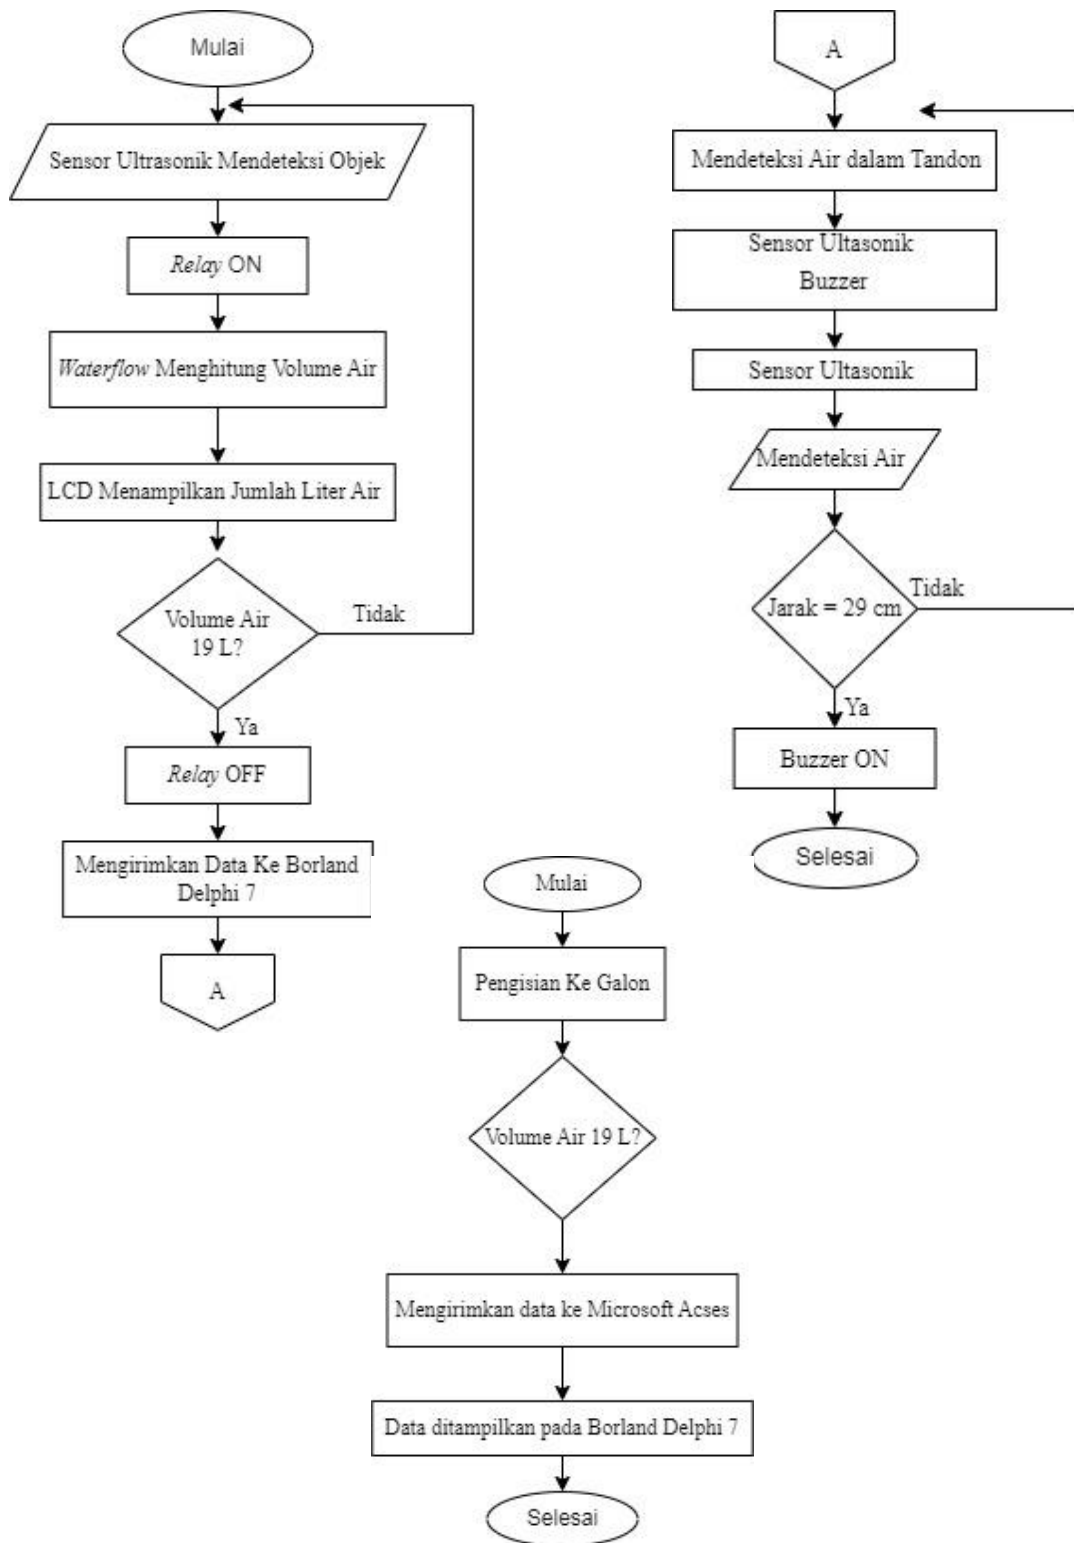 Mulai
Sensor Ultrasonik Mendeteksi Objek
Relay ON
Waterflow Menghitung Volume Air
LCD Menampilkan Jumlah Liter Air
Volume Air
19 L?
Tidak
Ya
Relay OFF
Mengirimkan Data Ke Borland
Delphi 7
A
A
Mendeteksi Air dalam Tandon
Sensor Ultasonik
Buzzer
Sensor Ultasonik
Mendeteksi Air
Jarak = 29 cm
Tidak
Ya
Buzzer ON
Selesai
Mulai
Pengisian Ke Galon
Volume Air 19 L?
Mengirimkan data ke Microsoft Acses
Data ditampilkan pada Borland Delphi 7
Selesai